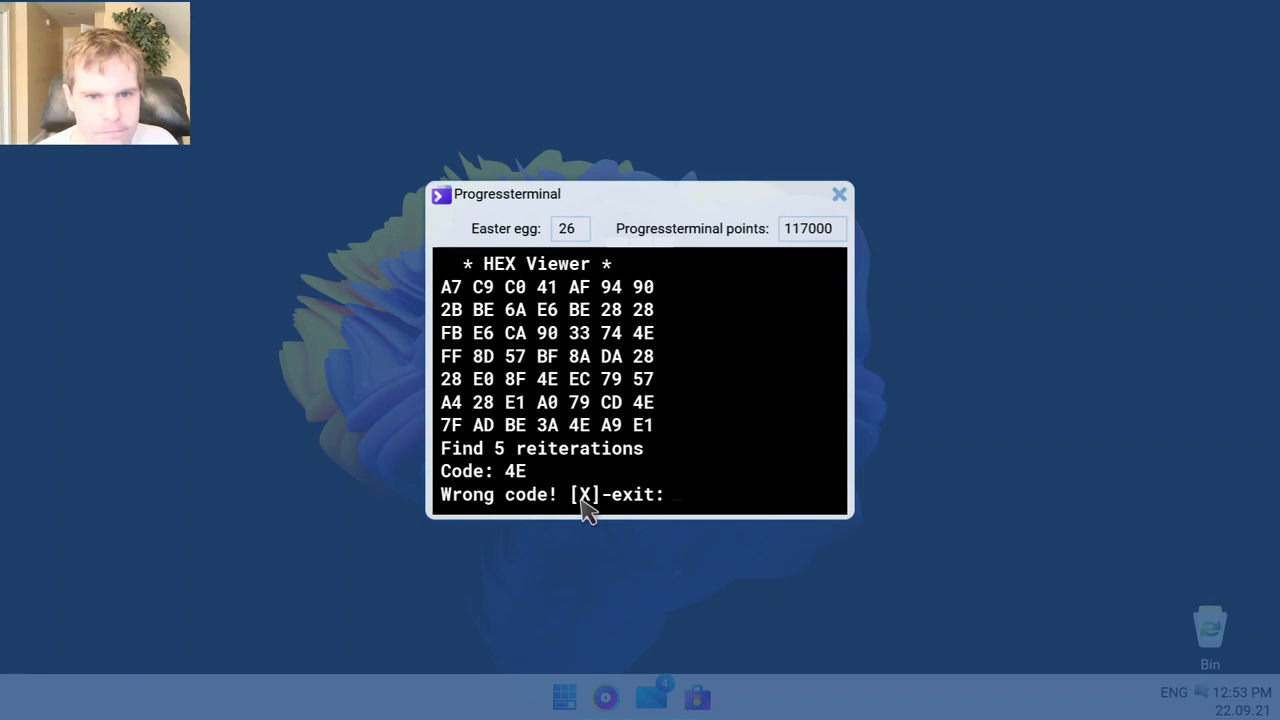 Progressterminal
Easter egg: 26 Progressterminal points: 117000
* HEX Viewer *
A7 C9 C0 41 AF 94 90
2B BE 6A E6 BE 28 28
FB E6 CA 90 33 74 4E
FF 8D 57 BF 8A DA 28
28 E0 8F 4E EC 79 57
A4 28 E1 A0 79 CD 4E
7F AD BE 3A 4E A9 E1
Find 5 reiterations
Code: 4E
Wrong code! [X]-exit: _
Bin
4
ENG 12:53 PM
22.09.21